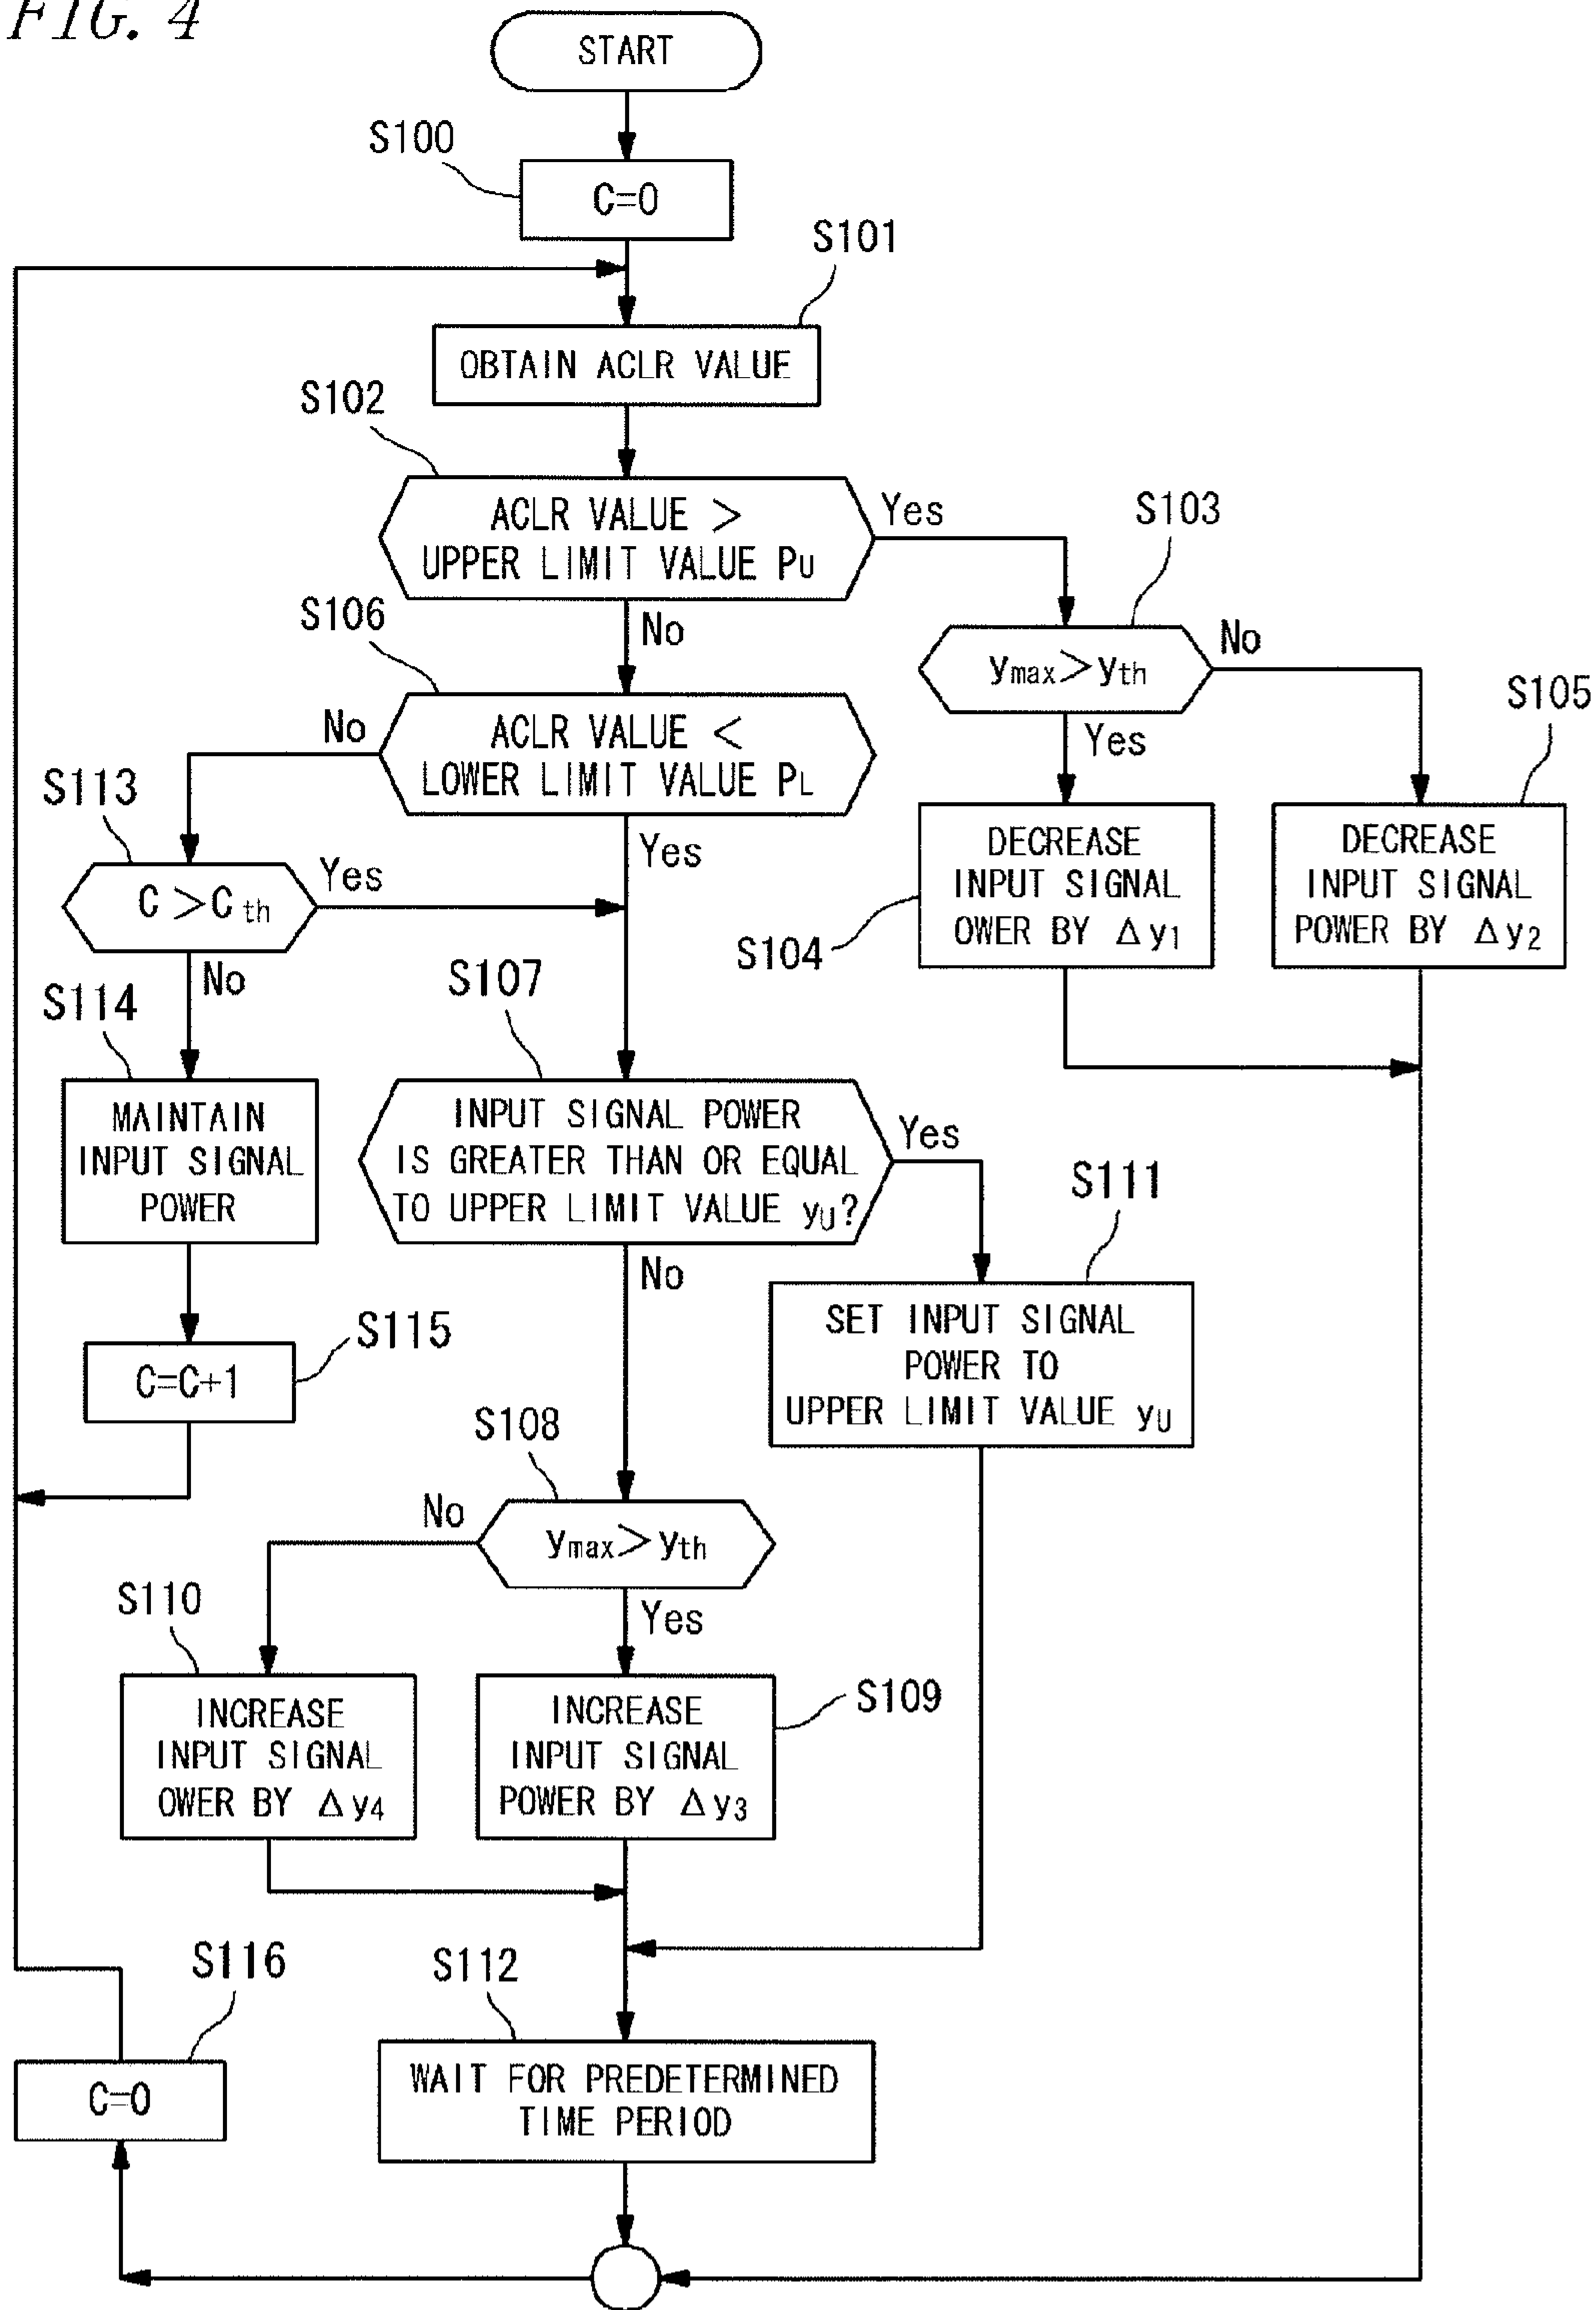 FIG. 4
START
S100
C=0
S101
OBTAIN ACLR VALUE
S102
ACLR VALUE >
UPPER LIMIT VALUE PU
Yes
No
S103
ymax>yth
No
Yes
S104
DECREASE
INPUT SIGNAL
OWER BY Δy1
S105
DECREASE
INPUT SIGNAL
POWER BY Δy2
S106
ACLR VALUE <
LOWER LIMIT VALUE PL
No
Yes
S113
C >C th
Yes
No
S114
MAINTAIN
INPUT SIGNAL
POWER
S115
C=C+1
S107
INPUT SIGNAL POWER
IS GREATER THAN OR EQUAL
TO UPPER LIMIT VALUE yU?
Yes
No
S111
SET INPUT SIGNAL
POWER TO
UPPER LIMIT VALUE yU
S108
ymax>yth
No
Yes
S110
INCREASE
INPUT SIGNAL
OWER BY Δy4
S109
INCREASE
INPUT SIGNAL
POWER BY Δy3
S112
WAIT FOR PREDETERMINED
TIME PERIOD
S116
C=0